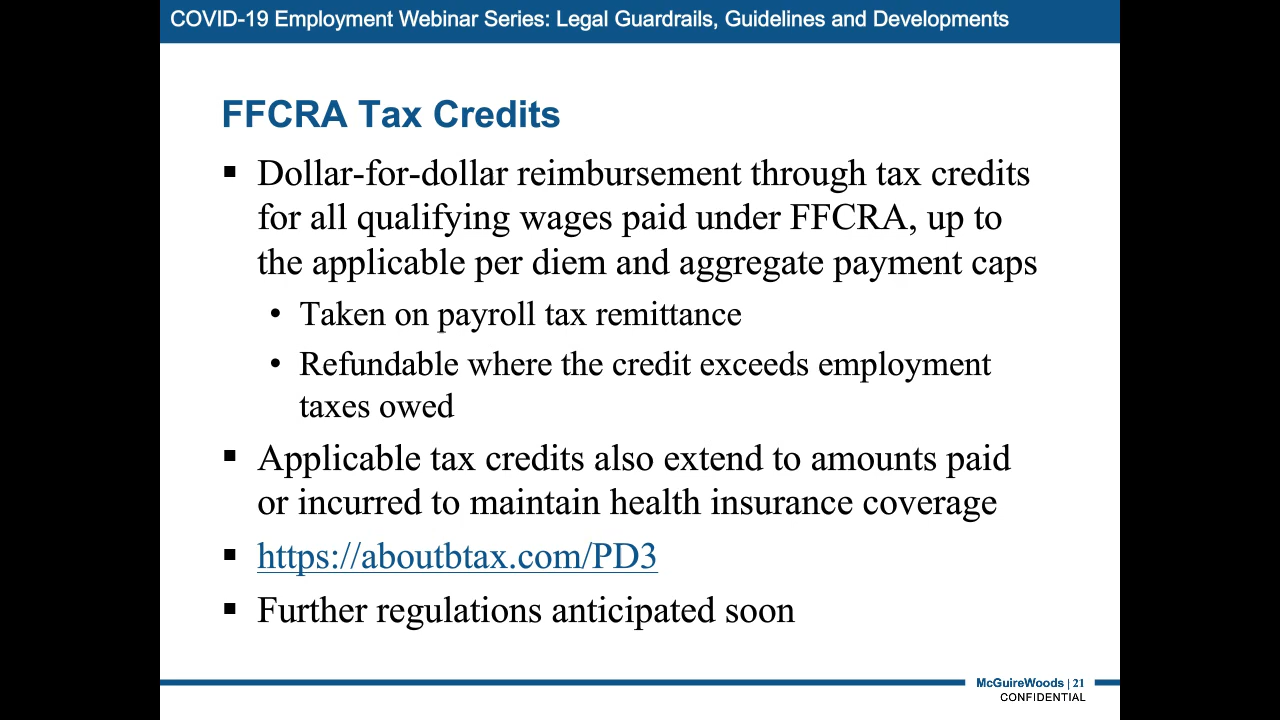 COVID-19 Employment Webinar Series: Legal Guardrails, Guidelines and Developments
FFCRA Tax Credits
▪ Dollar-for-dollar reimbursement through tax credits
for all qualifying wages paid under FFCRA, up to
the applicable per diem and aggregate payment caps
• Taken on payroll tax remittance
• Refundable where the credit exceeds employment
taxes owed
▪ Applicable tax credits also extend to amounts paid
or incurred to maintain health insurance coverage
▪ https://aboutbtax.com/PD3
▪ Further regulations anticipated soon
McGuireWoods | 21
CONFIDENTIAL